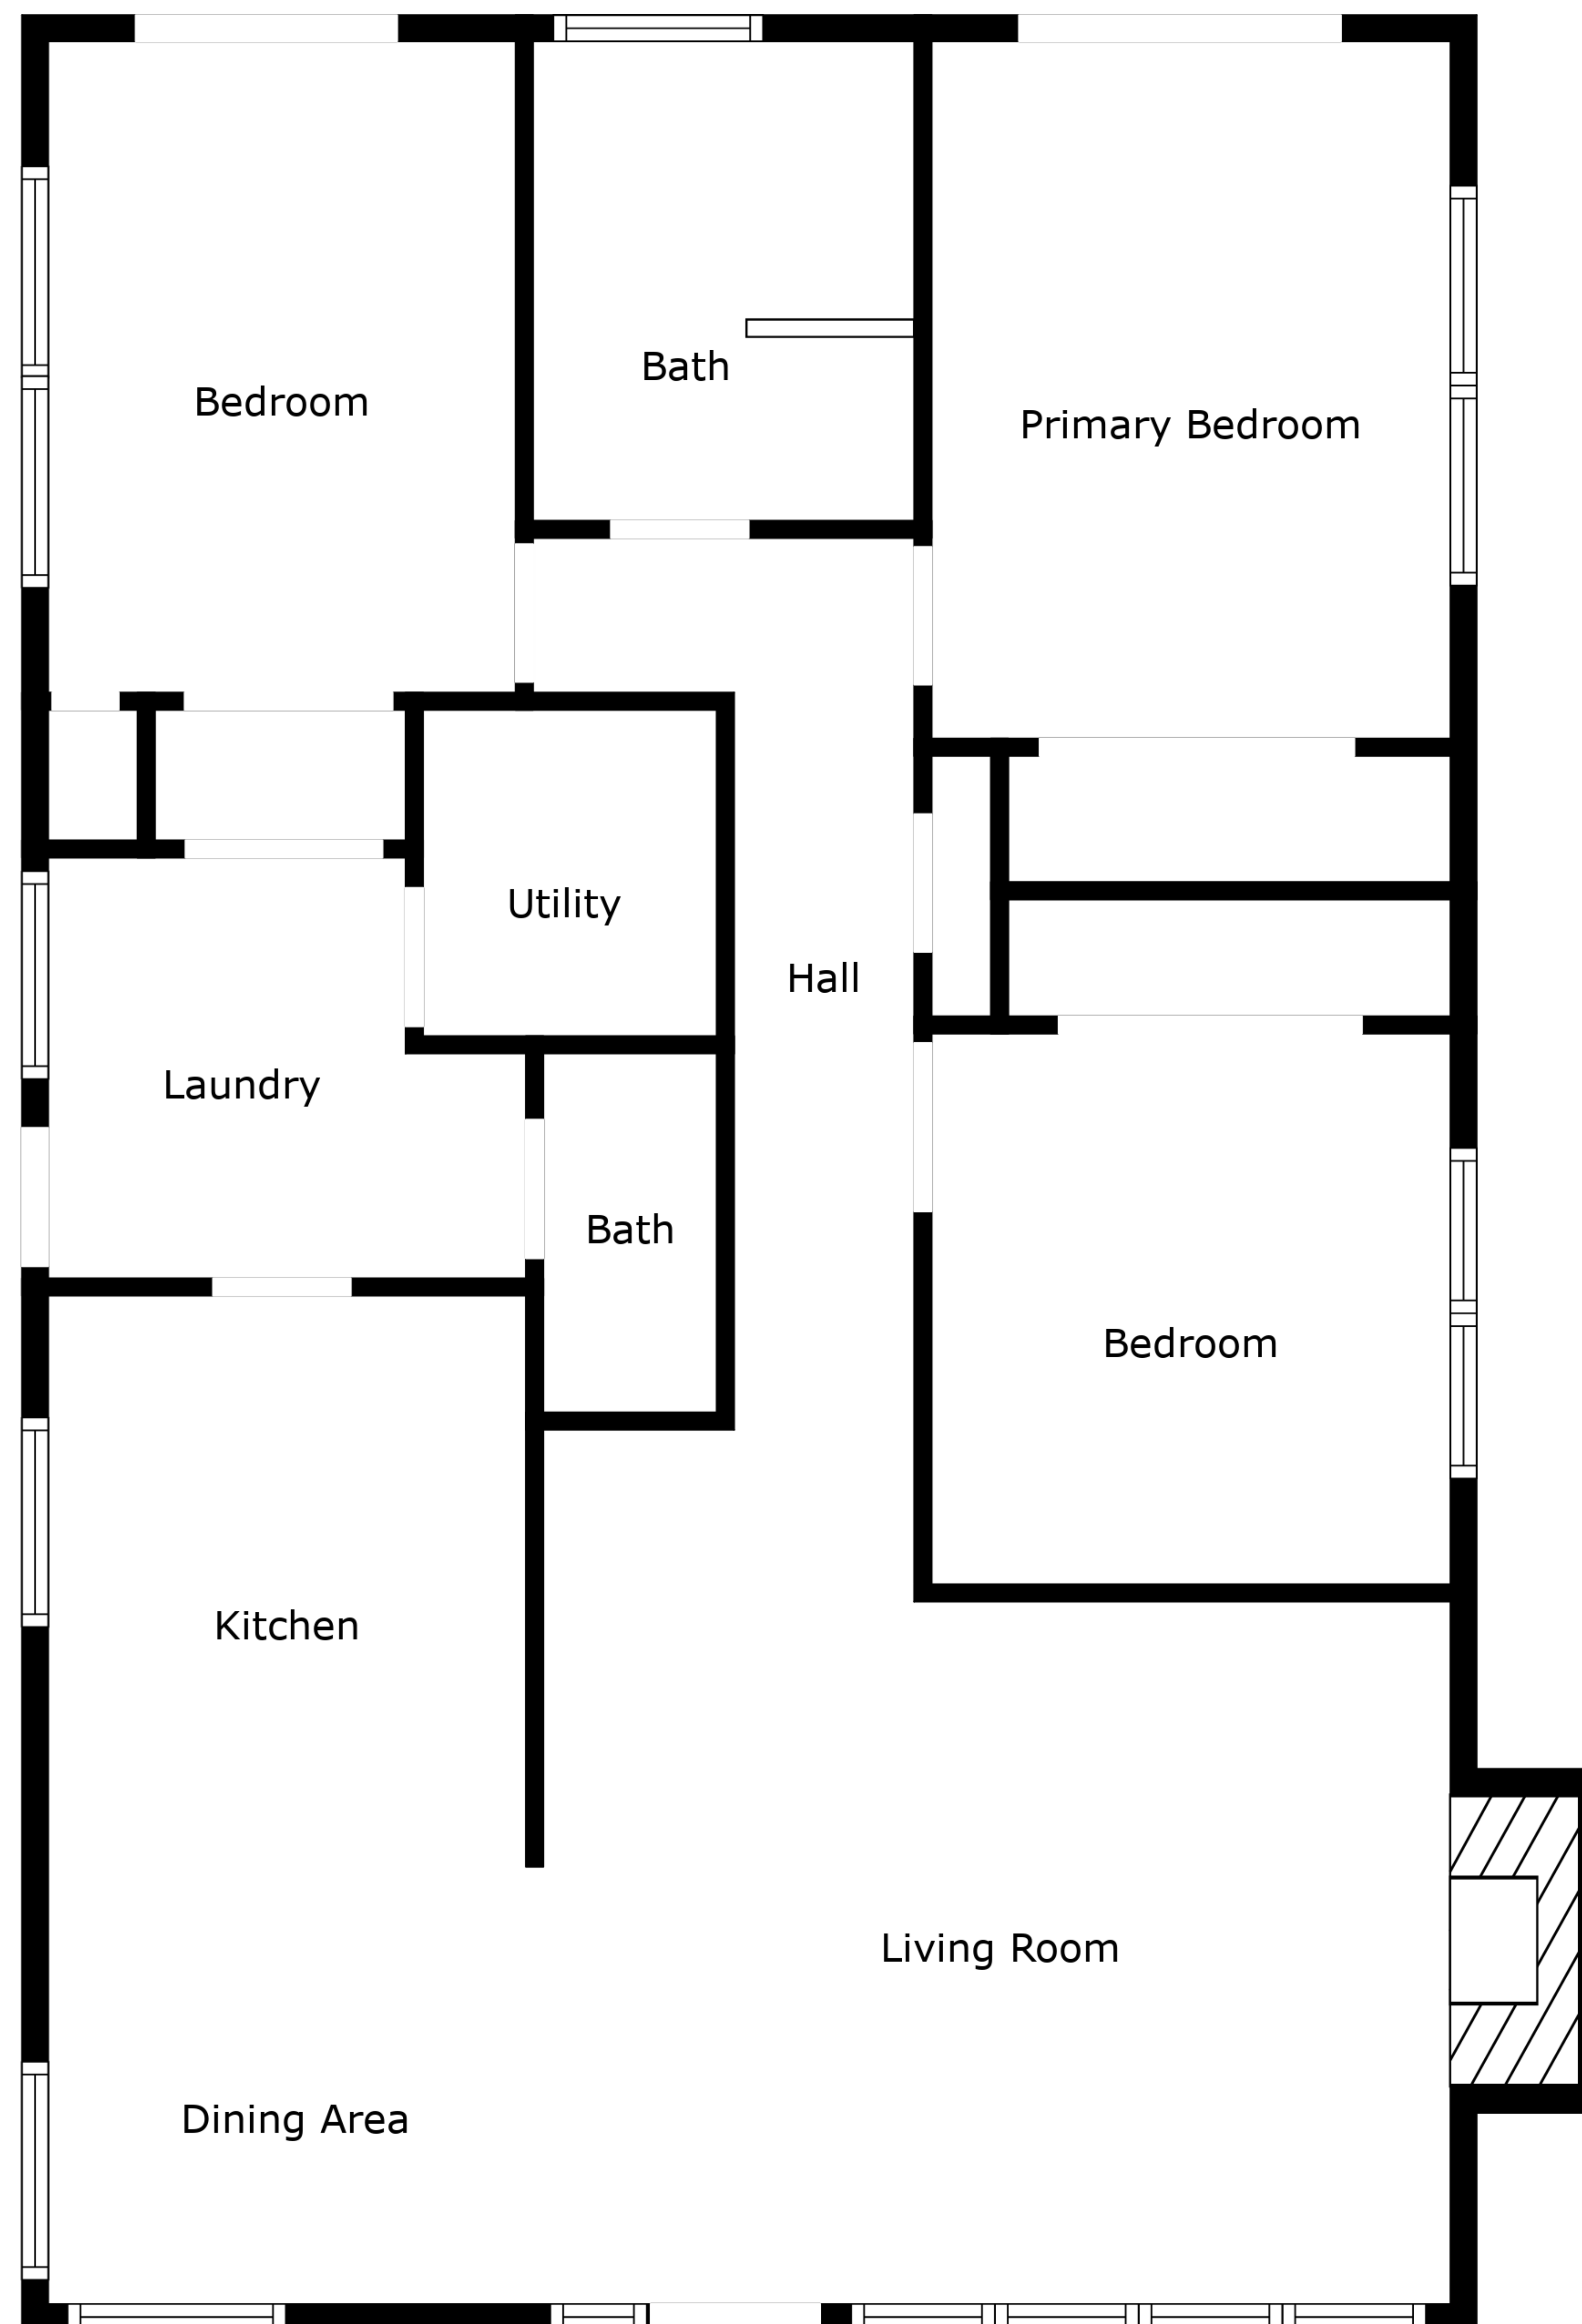 Bath
Bedroom
Primary Bedroom
Utility
Hall
Laundry
Bath
Bedroom
Kitchen
Living Room
Dining Area